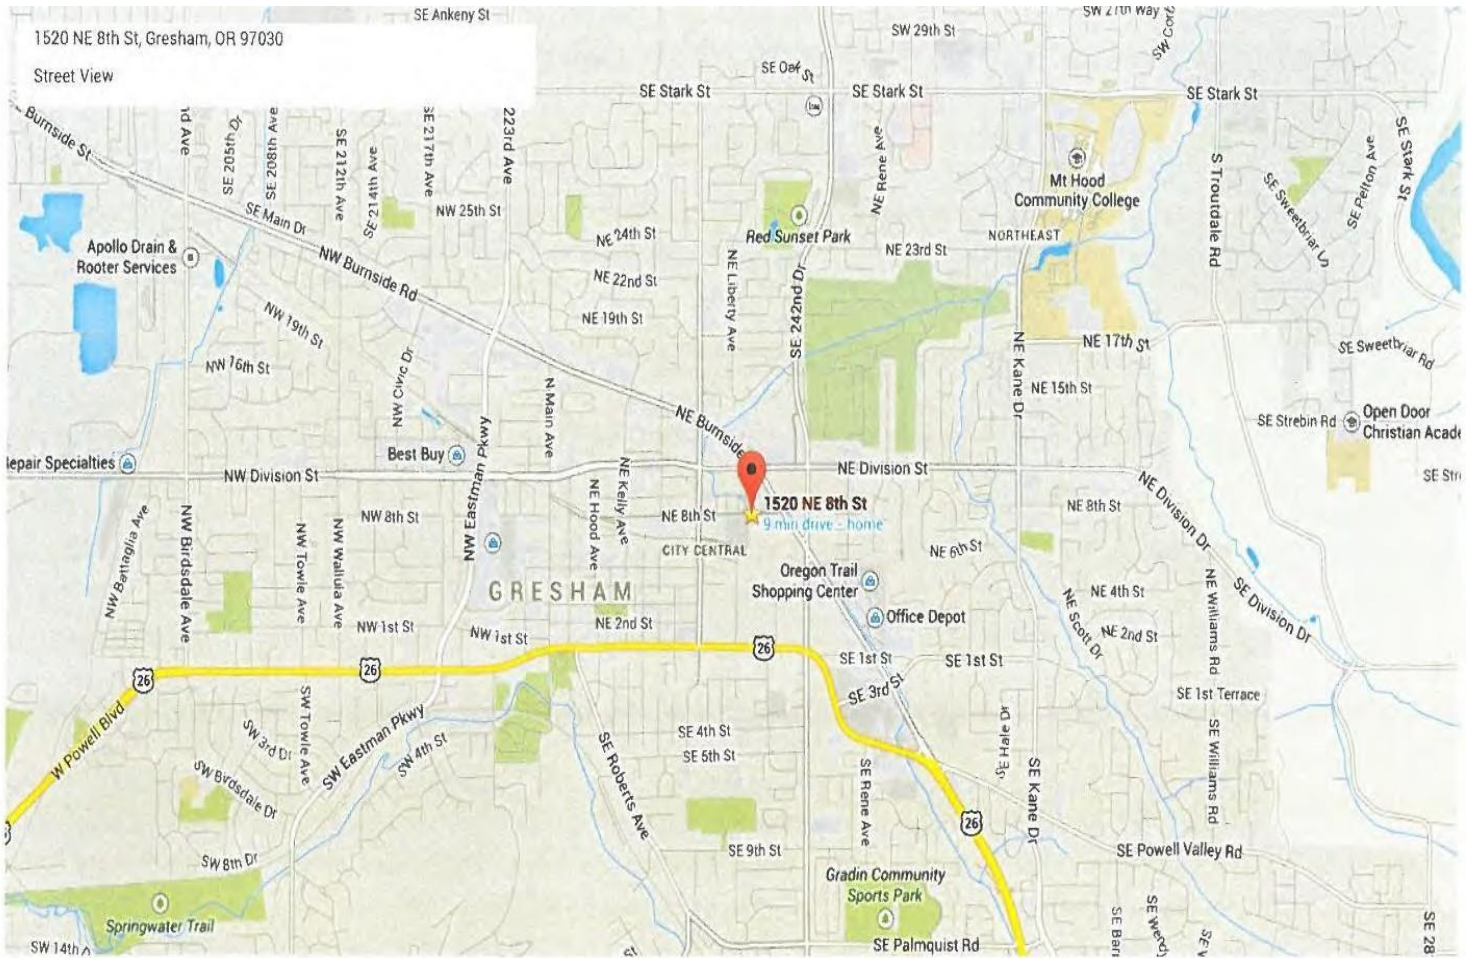 1520 NE 8th St, Gresham, OR 97030
Street View
SE Ankeny St
SW 29th St
SW 27th Way
SE Oak St
SE Stark St
SE Stark St
SE Stark St
SE Stark St
Burnside St
nd Ave
SE 205th Dr
SE 208th Ave
SE 212th Ave
SE 214th Ave
SE 217th Ave
223rd Ave
NE Rene Ave
Mt Hood
Community College
S Troutdale Rd
SE Sweetbriar Ln
SE Pelton Ave
SE Main Dr
NW 25th St
NE 24th St
Red Sunset Park
NORTHEAST
Apollo Drain &
Rooter Services
NW Burnside Rd
NE 23rd St
NE 22nd St
NE Liberty Ave
SE 242nd Dr
NW 19th St
NE 19th St
NE 17th St
SE Sweetbriar Rd
NW 16th St
NW Civic Dr
N Main Ave
NE Kane Dr
NE 15th St
NE Burnside
SE Strebin Rd
Open Door
Christian Acade
Best Buy
NW Eastman Pkwy
epair Specialties
NW Division St
NE Division St
NE Division Dr
SE Str
NE Kelly Ave
NE Hood Ave
NW 8th St
NE 8th St
1520 NE 8th St
9 min drive - home
NE 8th St
CITY CENTRAL
NE 6th St
NW Battaglia Ave
NW Birdsdale Ave
NW Towle Ave
NW Wallula Ave
GRESHAM
Oregon Trail
Shopping Center
Office Depot
NE 4th St
NE Scott Dr
NE 2nd St
NE Williams Rd
SE Division Dr
NW 1st St
NW 1st St
NE 2nd St
SE 1st St
SE 1st St
26
26
26
SE 3rd St
SE 1st Terrace
W Powell Blvd
SW 3rd Dr
SW Towle Ave
SW Eastman Pkwy
SW 4th St
SE 4th St
SE 5th St
SE Roberts Ave
SE Hale Dr
SE Williams Rd
SW Birdsdale Dr
SE Rene Ave
SE Kane Dr
26
SW 8th Dr
SE 9th St
SE Powell Valley Rd
Gradin Community
Sports Park
Springwater Trail
SW 14th
SE Palmquist Rd
SE 28